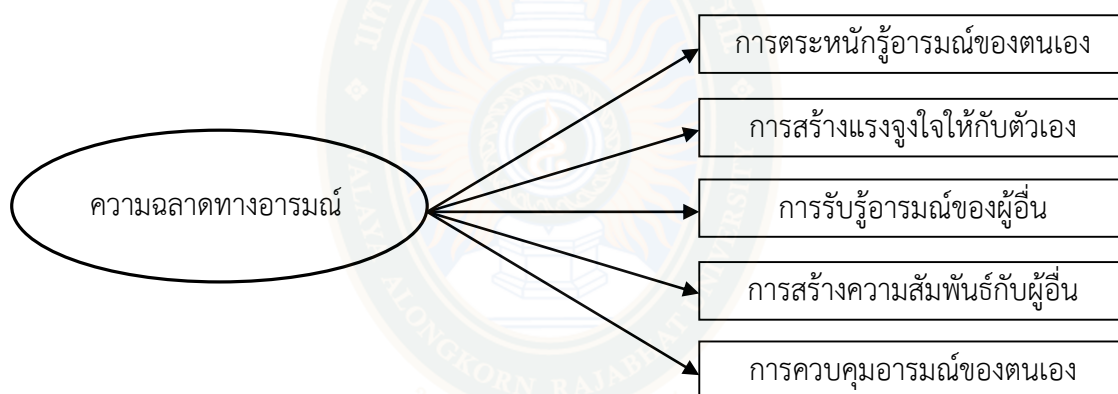 การตระหนักรู้อารมณ์ของตนเอง
การสร้างแรงจูงใจให้กับตัวเอง
ความฉลาดทางอารมณ์
การรับรู้อารมณ์ของผู้อื่น
การสร้างความสัมพันธ์กับผู้อื่น
การควบคุมอารมณ์ของตนเอง
ALONGKORN RAJABHAT